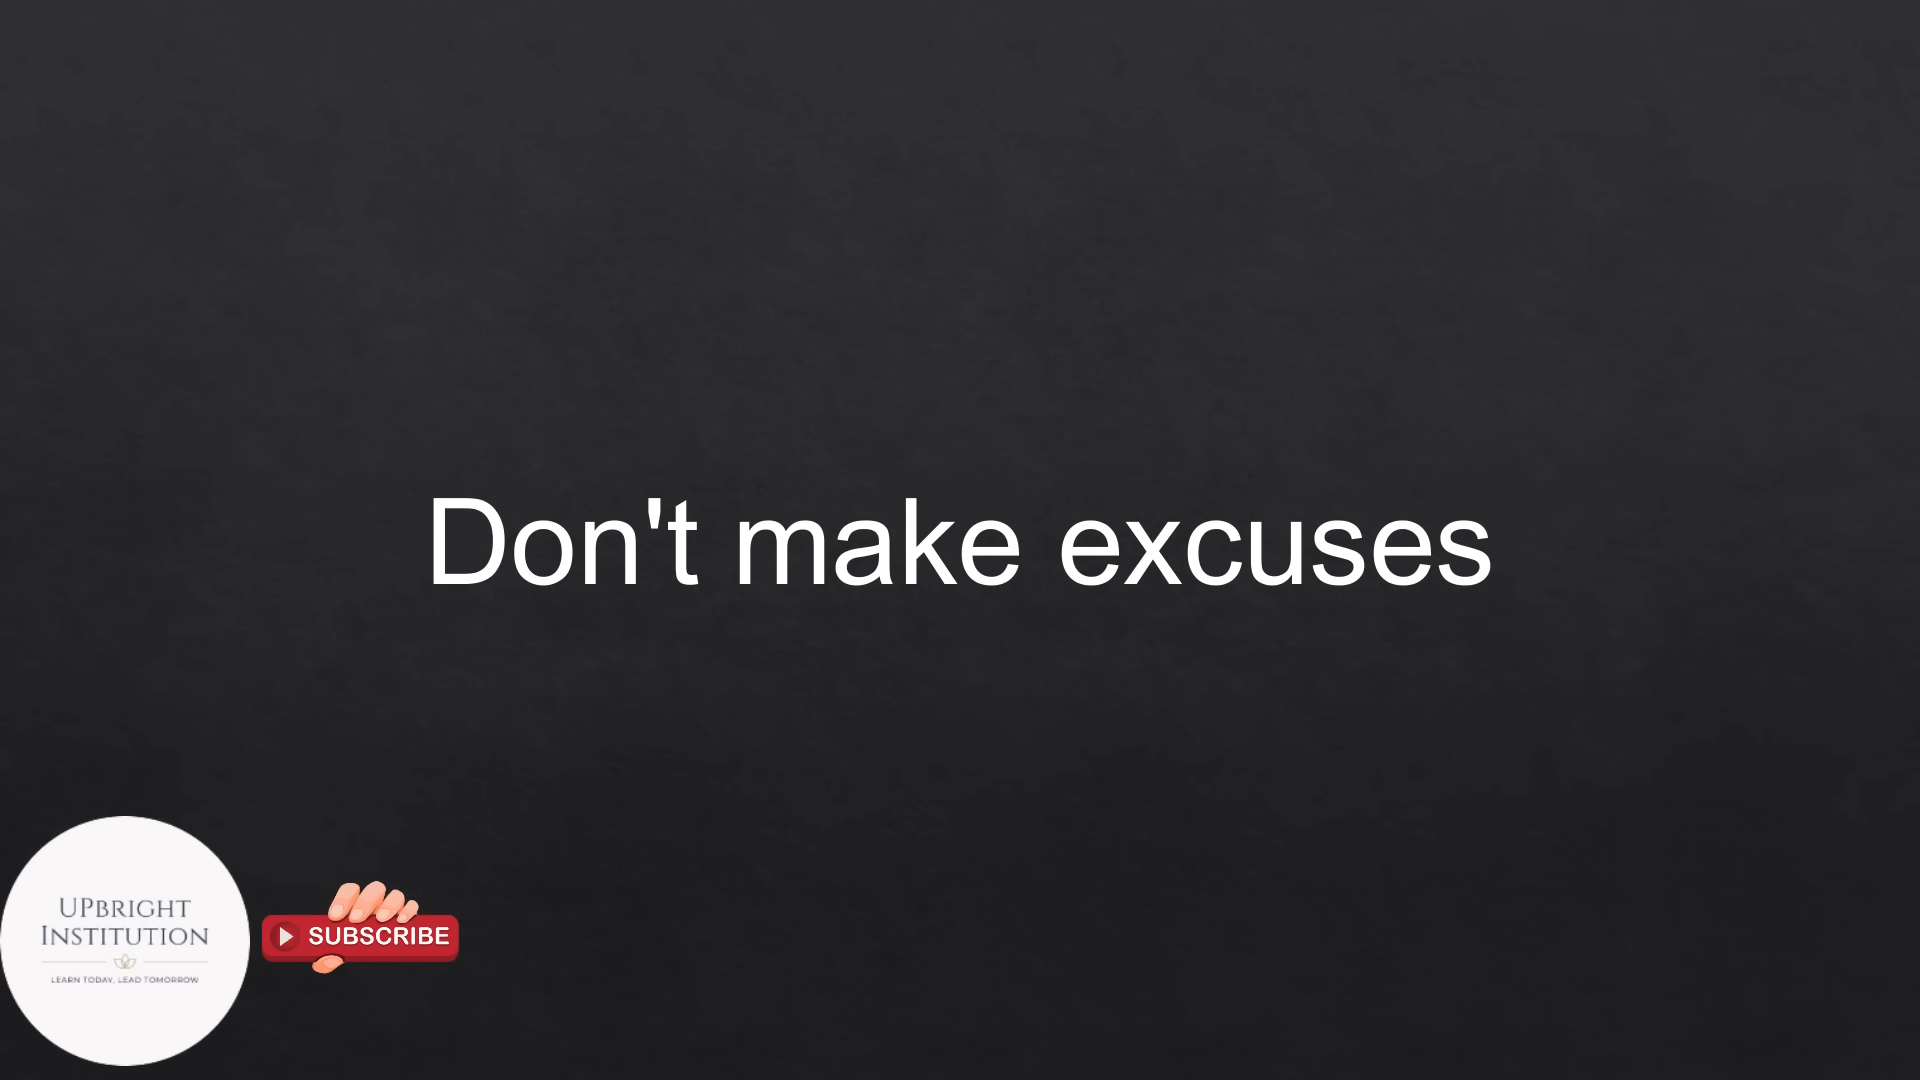 Don't make excuses
UPBRIGHT
INSTITUTION
LEARN TODAY, LEAD TOMORROW
SUBSCRIBE